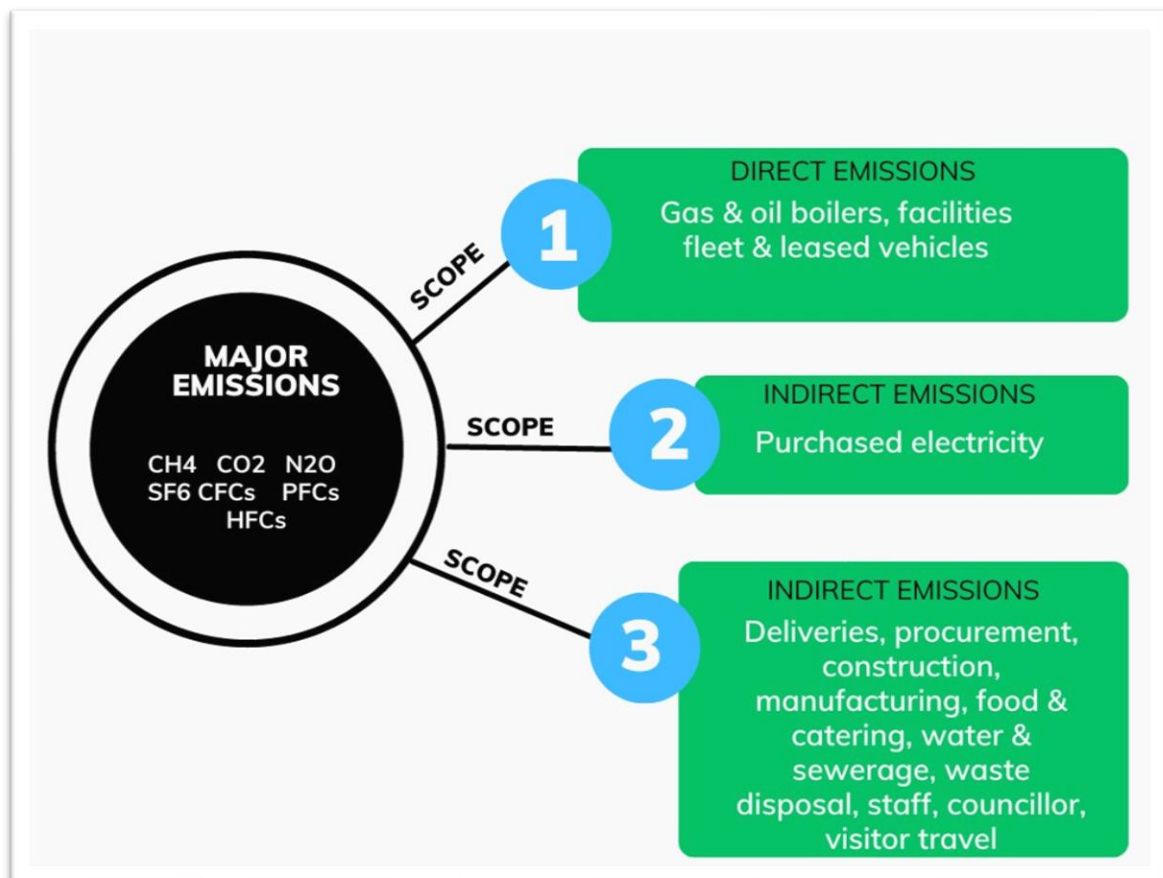 MAJOR
EMISSIONS
CH4 CO2 N2O
SF6 CFCs PFCs
HFCs
SCOPE
1
DIRECT EMISSIONS
Gas & oil boilers, facilities
fleet & leased vehicles
SCOPE
2
INDIRECT EMISSIONS
Purchased electricity
SCOPE
3
INDIRECT EMISSIONS
Deliveries, procurement,
construction,
manufacturing, food &
catering, water &
sewerage, waste
disposal, staff, councillor,
visitor travel